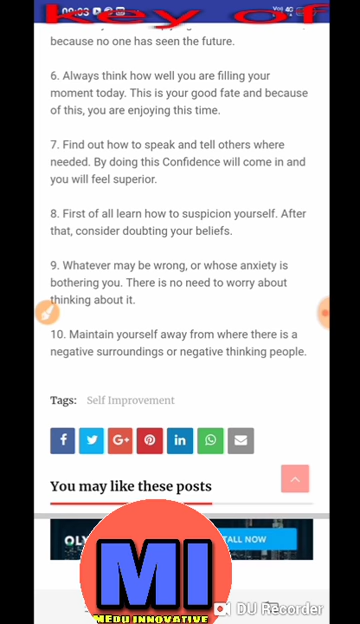 key of
09:03
4G
because no one has seen the future.
6. Always think how well you are filling your
moment today. This is your good fate and because
of this, you are enjoying this time.
7. Find out how to speak and tell others where
needed. By doing this Confidence will come in and
you will feel superior.
8. First of all learn how to suspicion yourself. After
that, consider doubting your beliefs.
9. Whatever may be wrong, or whose anxiety is
bothering you. There is no need to worry about
thinking about it.
10. Maintain yourself away from where there is a
negative surroundings or negative thinking people.
Tags: Self Improvement
f G+ in
You may like these posts
OLY
MI
MEDU INNOVATIVE
DU Recorder